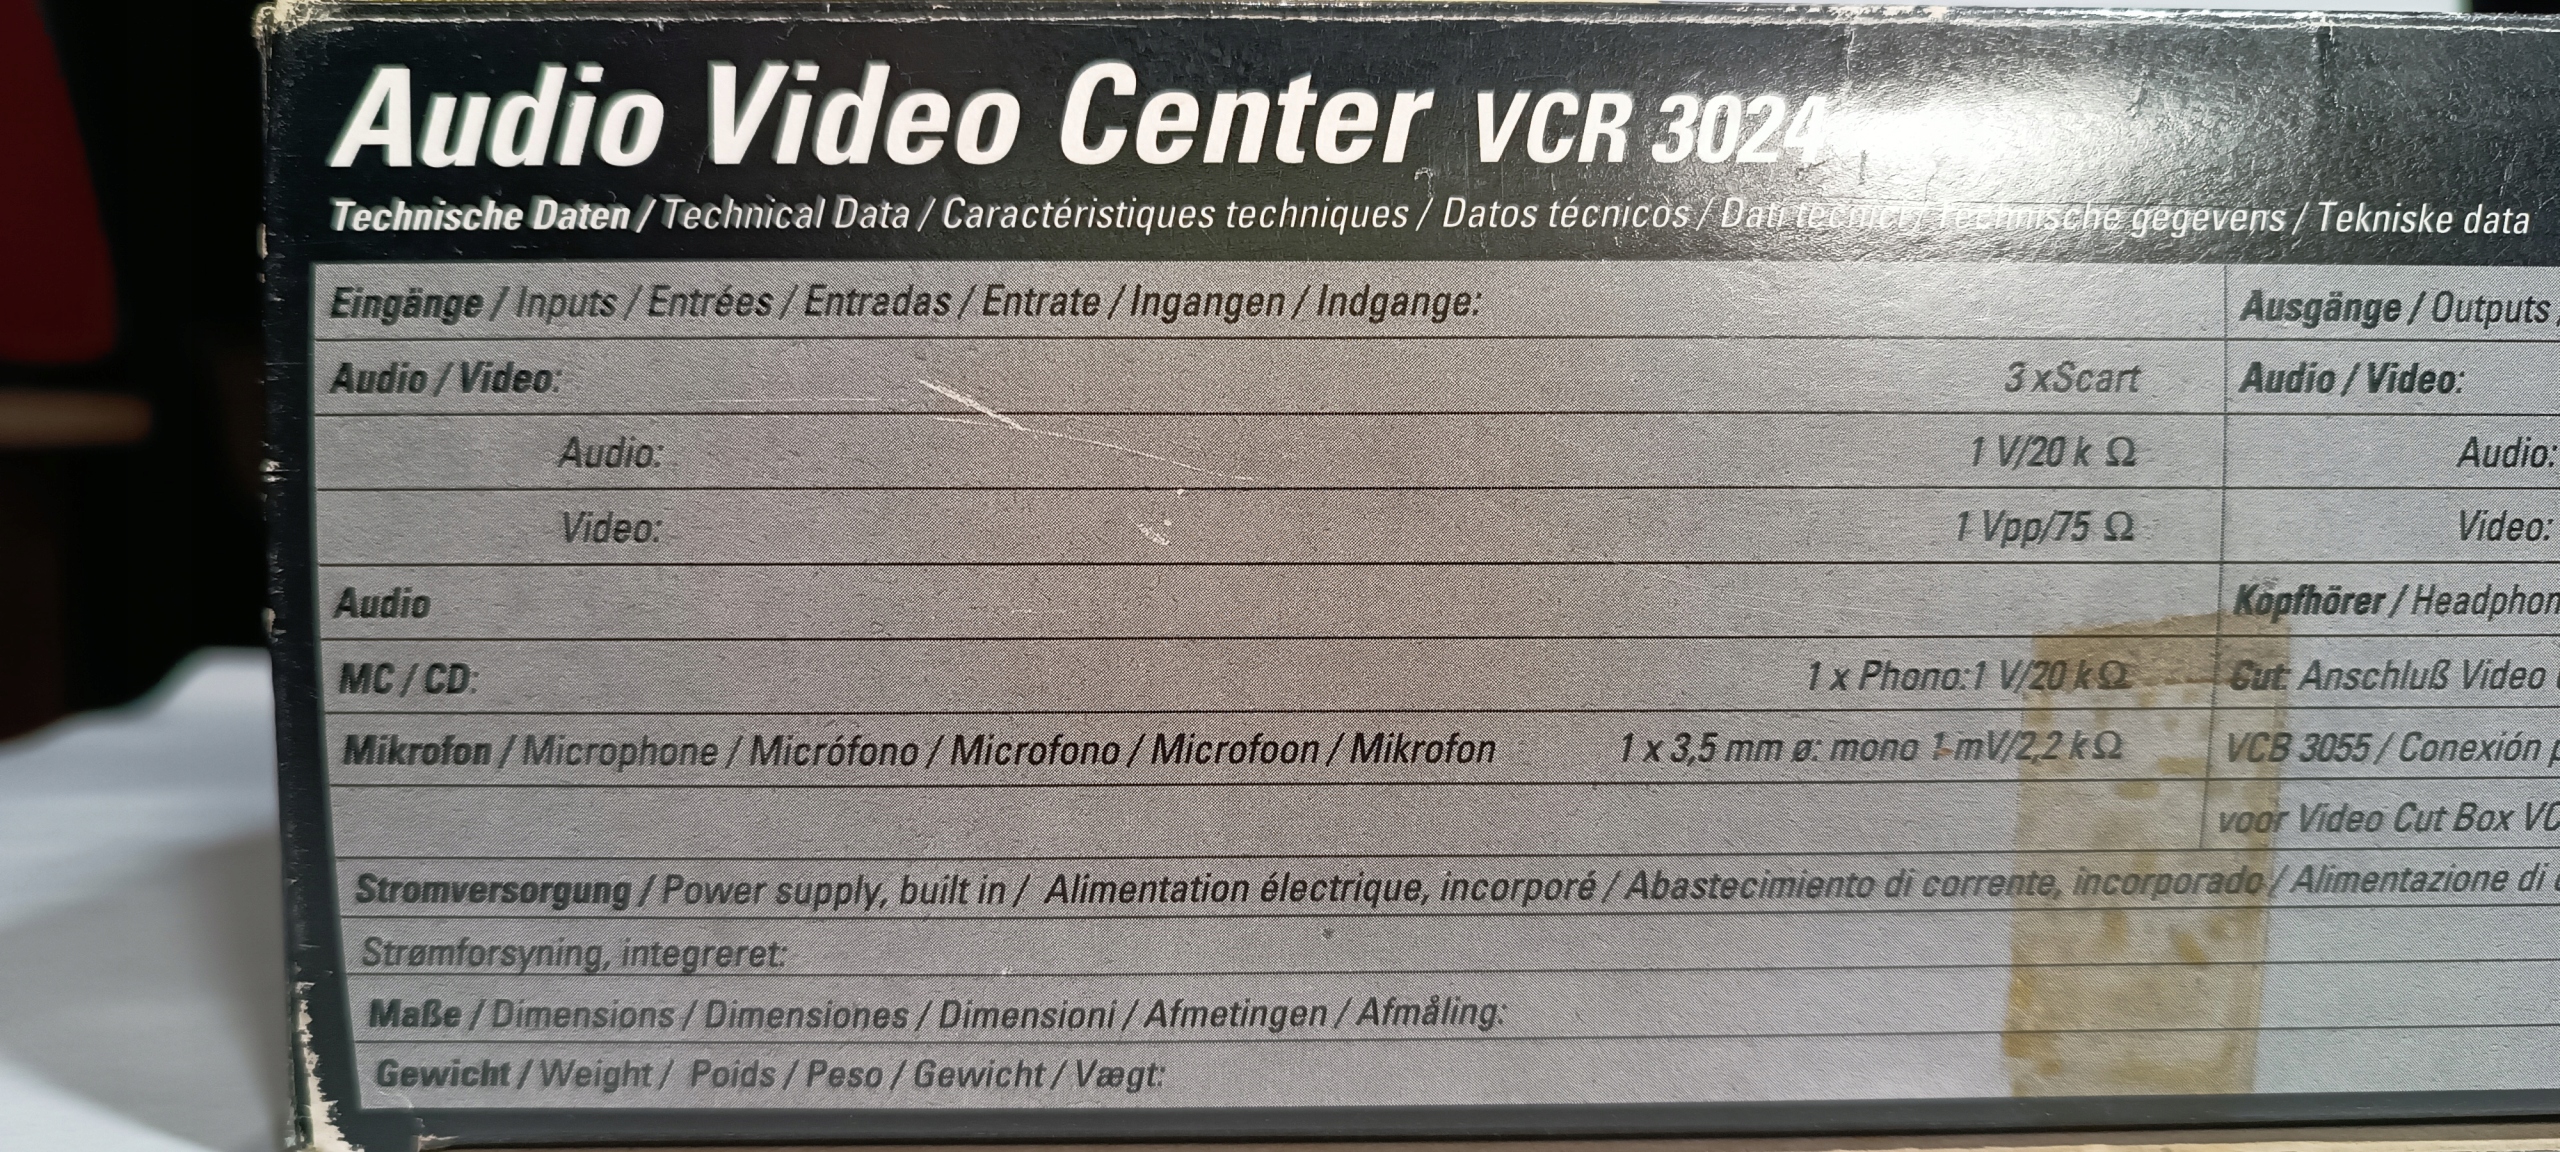 Audio Video Center VCR 3024
Technische Daten / Technical Data / Caractéristiques techniques / Datos técnicos / Dati tecnici / Technische gegevens / Tekniske data
Eingänge / Inputs / Entrées / Entradas / Entrate / Ingangen / Indgange:
Audio / Video: 3 xScart
Audio: 1 V/20 k Ω
Video: 1 Vpp/75 Ω
Audio
MC / CD: 1 x Phono:1 V/20 k Ω
Mikrofon / Microphone / Micrófono / Microfono / Microfoon / Mikrofon 1 x 3,5 mm ø: mono 1 mV/2,2 kΩ
Ausgänge / Outputs
Audio / Video:
Audio:
Video:
Kopfhörer /
Cut: Anschluß Video
VCB 3055 / Conexión
voor Video Cut Box
Stromversorgung / Power supply, built in / Alimentation électrique, incorporé / Abastecimiento di corrente, incorporado / Alimentazione di
Strømforsyning, integreret:
Maße / Dimensions / Dimensiones / Dimensioni / Afmetingen / Afmåling:
Gewicht / Weight / Poids / Peso / Gewicht / Vægt: